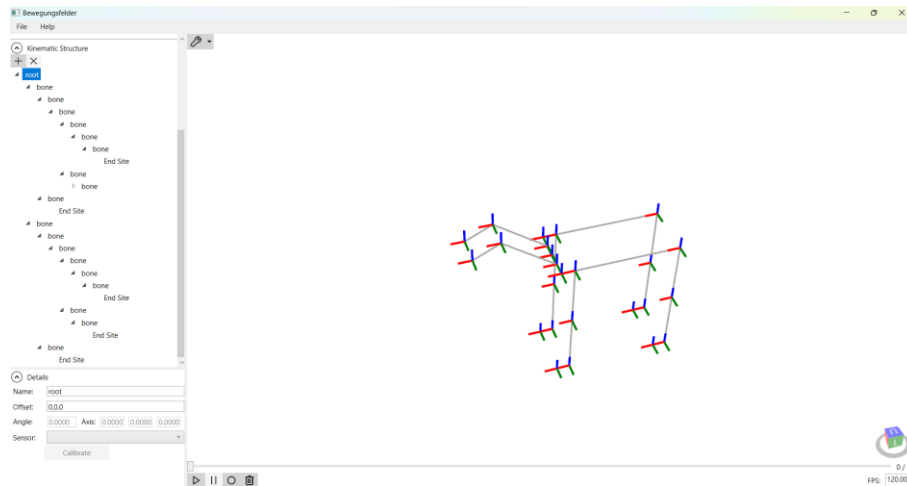 Bewegungsfelder
File Help
Kinematic Structure
root
bone
bone
bone
bone
bone
bone
End Site
bone
bone
bone
End Site
bone
bone
bone
bone
bone
bone
End Site
bone
bone
End Site
bone
End Site
Details
Name: root
Offset: 0,0,0
Angle: 0.0000 Axis: 0.0000 0.0000 0.0000
Sensor:
Calibrate
0 /
FPS: 120.00